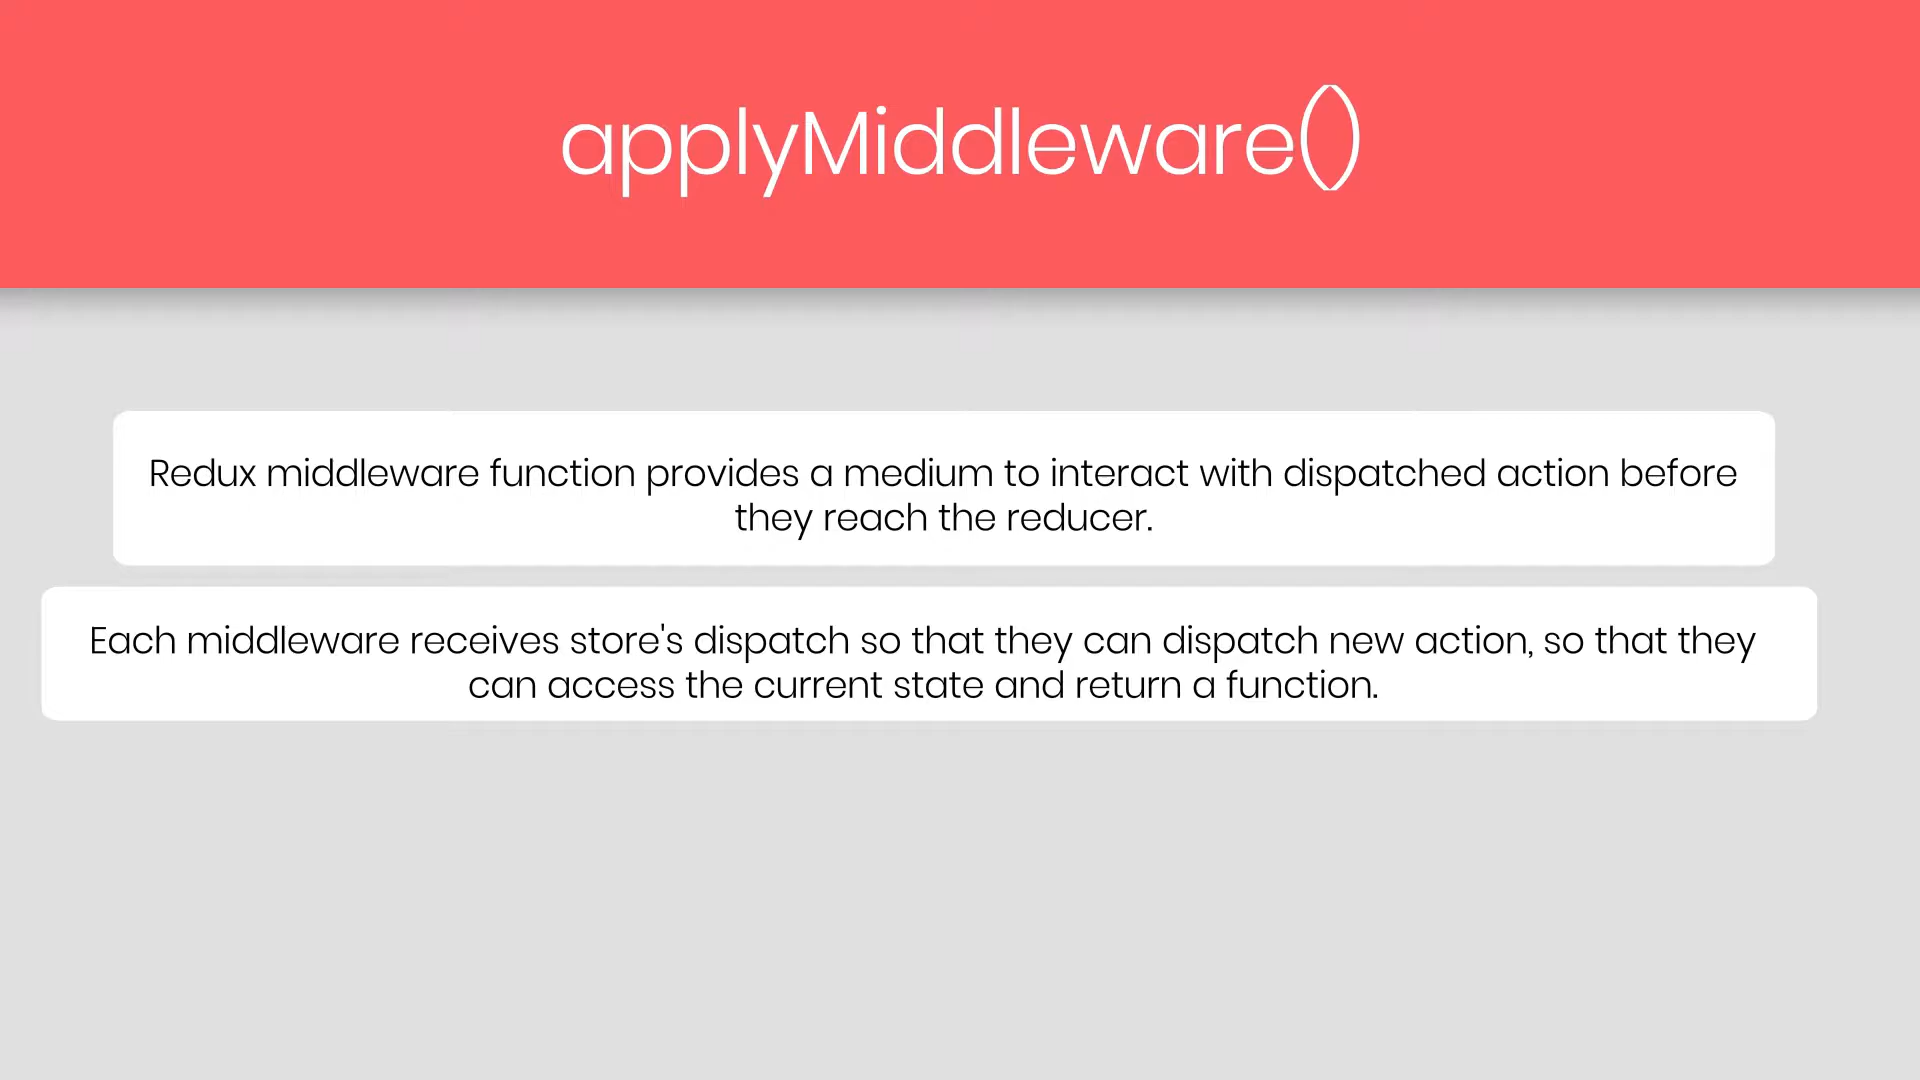 applyMiddleware()
Redux middleware function provides a medium to interact with dispatched action before
they reach the reducer.
Each middleware receives store's dispatch so that they can dispatch new action, so that they
can access the current state and return a function.